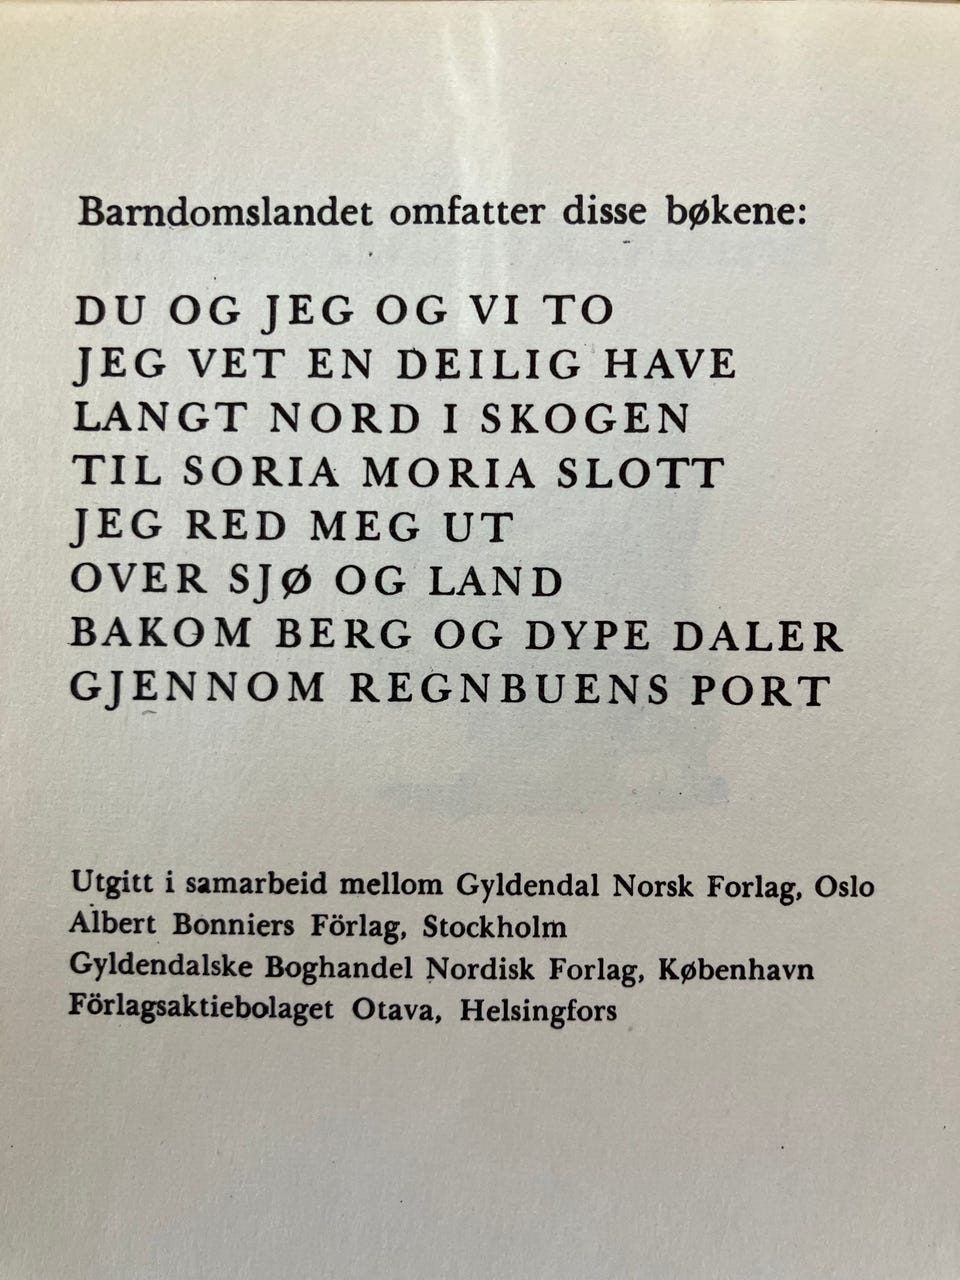 Barndomslandet omfatter disse bøkene:
DU OG JEG OG VI TO
JEG VET EN DEILIG HAVE
LANGT NORD I SKOGEN
TIL SORIA MORIA SLOTT
JEG RED MEG UT
OVER SJØ OG LAND
BAKOM BERG OG DYPE DALER
GJENNOM REGNBUENS PORT
Utgitt i samarbeid mellom Gyldendal Norsk Forlag, Oslo
Albert Bonniers Förlag, Stockholm
Gyldendalske Boghandel Nordisk Forlag, København
Förlagsaktiebolaget Otava, Helsingfors